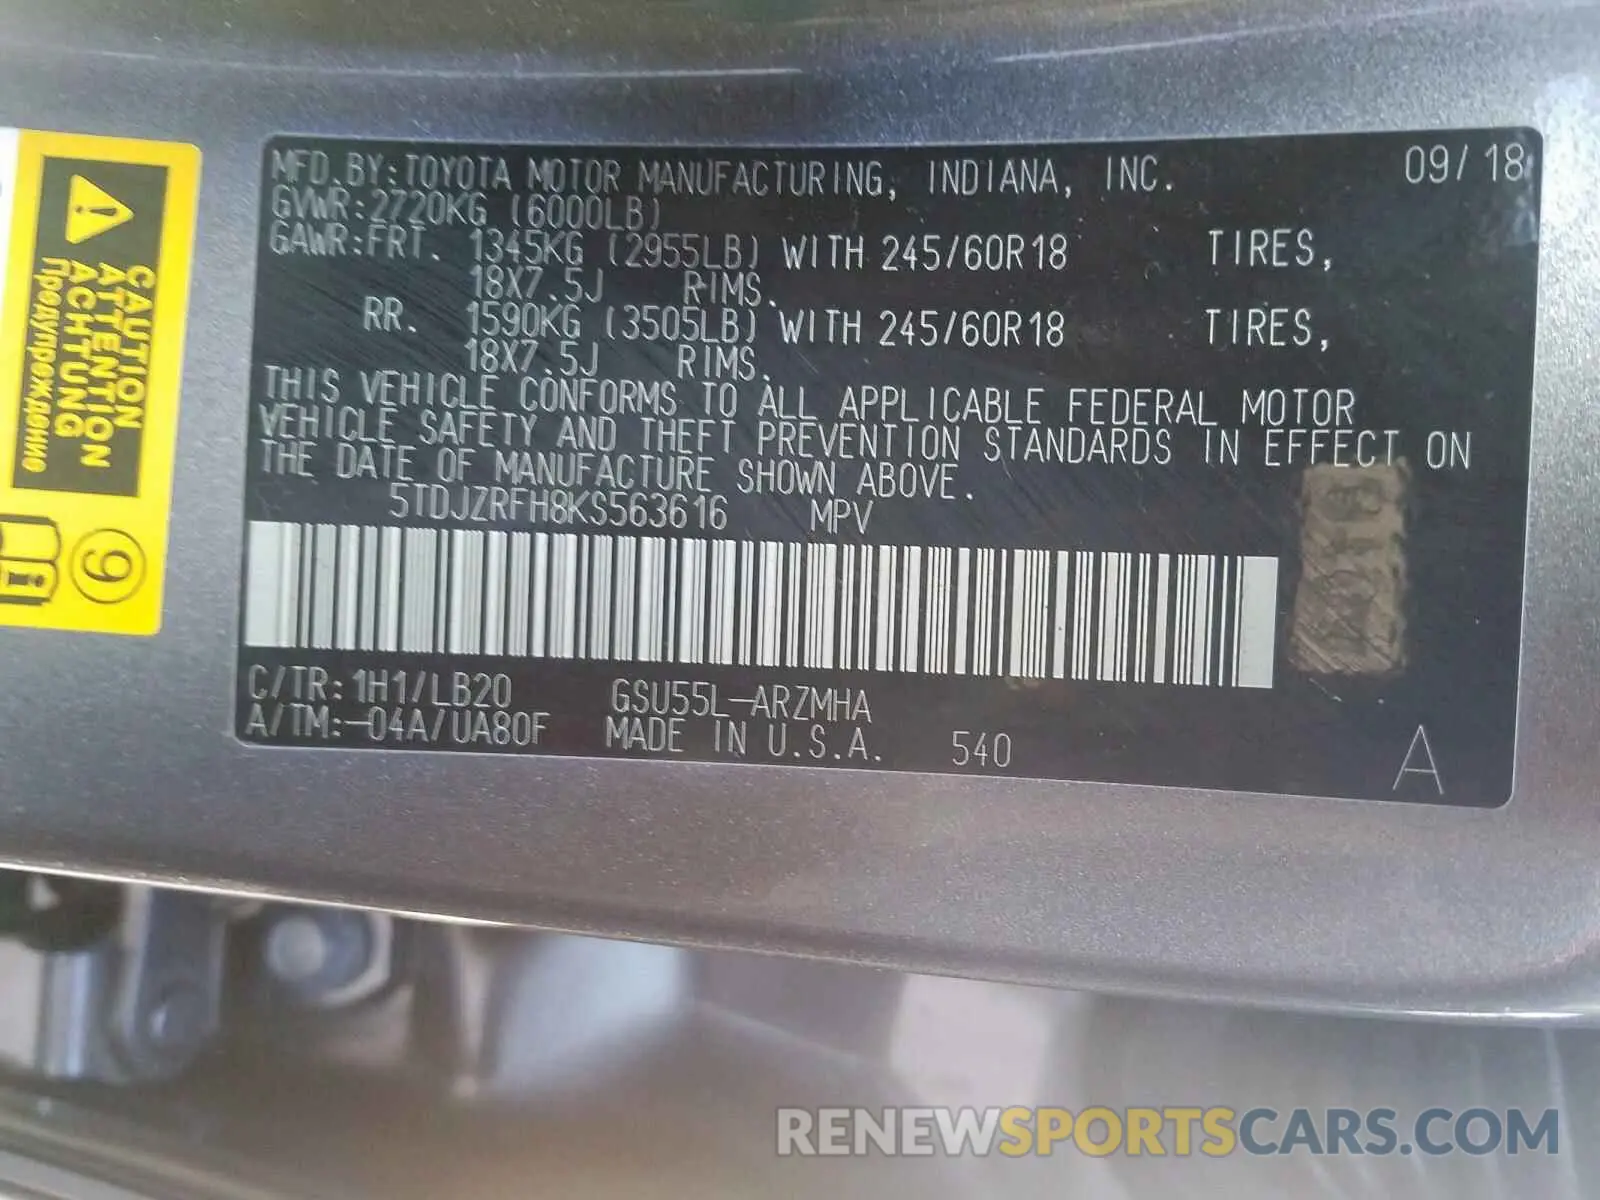 MFD.BY:TOYOTA MOTOR MANUFACTURING, INDIANA, INC. 09/18
GVWR:2720KG (6000LB)
GAWR:FRT. 1345KG (2955LB) WITH 245/60R18 TIRES,
18X7.5J RIMS.
RR. 1590KG (3505LB) WITH 245/60R18 TIRES,
18X7.5J RIMS.
THIS VEHICLE CONFORMS TO ALL APPLICABLE FEDERAL MOTOR
VEHICLE SAFETY AND THEFT PREVENTION STANDARDS IN EFFECT ON
THE DATE OF MANUFACTURE SHOWN ABOVE.
5TDJZRFH8KS563616 MPV
C/TR:1H1/LB20 GSU55L-ARZMHA
A/TM:-04A/UA80F MADE IN U.S.A. 540 A
CAUTION
ATTENTION
ACHTUNG
Предупреждение
9
RENEWSPORTSCARS.COM